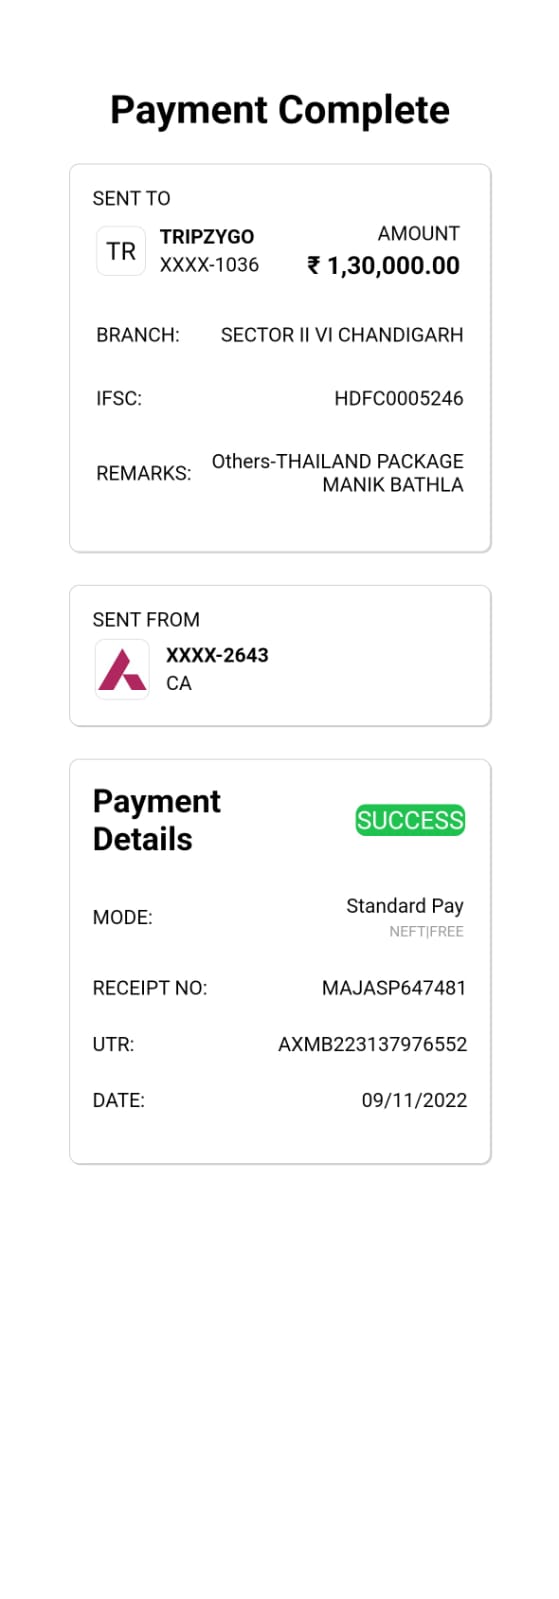 Payment Complete
SENT TO
TR
TRIPZYGO
XXXX-1036
AMOUNT
₹ 1,30,000.00
BRANCH: SECTOR II VI CHANDIGARH
IFSC: HDFC0005246
REMARKS: Others-THAILAND PACKAGE
MANIK BATHLA
SENT FROM
XXXX-2643
CA
Payment
Details
SUCCESS
MODE: Standard Pay
NEFT|FREE
RECEIPT NO: MAJASP647481
UTR: AXMB223137976552
DATE: 09/11/2022